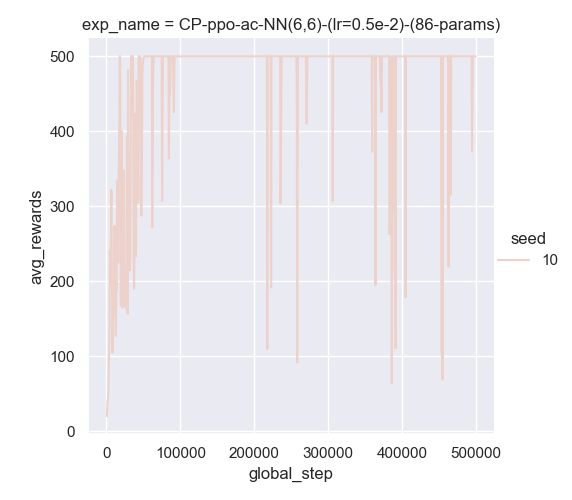 exp_name = CP-ppo-ac-NN(6,6)-(lr=0.5e-2)-(86-params)
500
400
300
200
100
0
avg_rewards
seed
10
0 100000 200000 300000 400000 500000
global_step